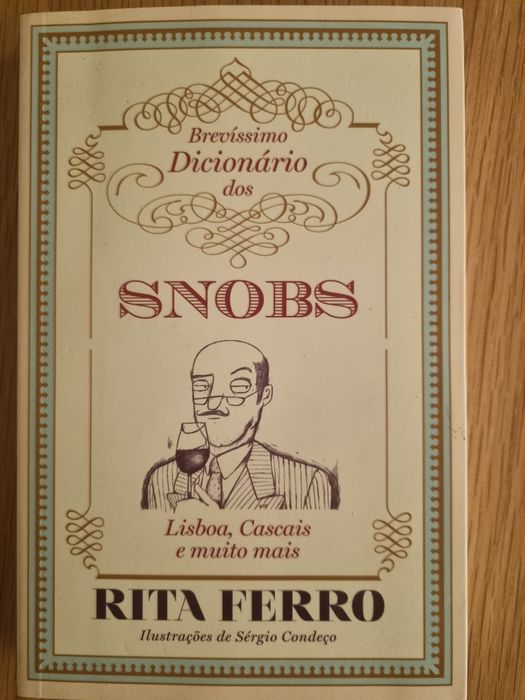 Brevíssimo
Dicionário
dos
SNOBS
Lisboa, Cascais
e muito mais
RITA FERRO
Ilustrações de Sérgio Condeço